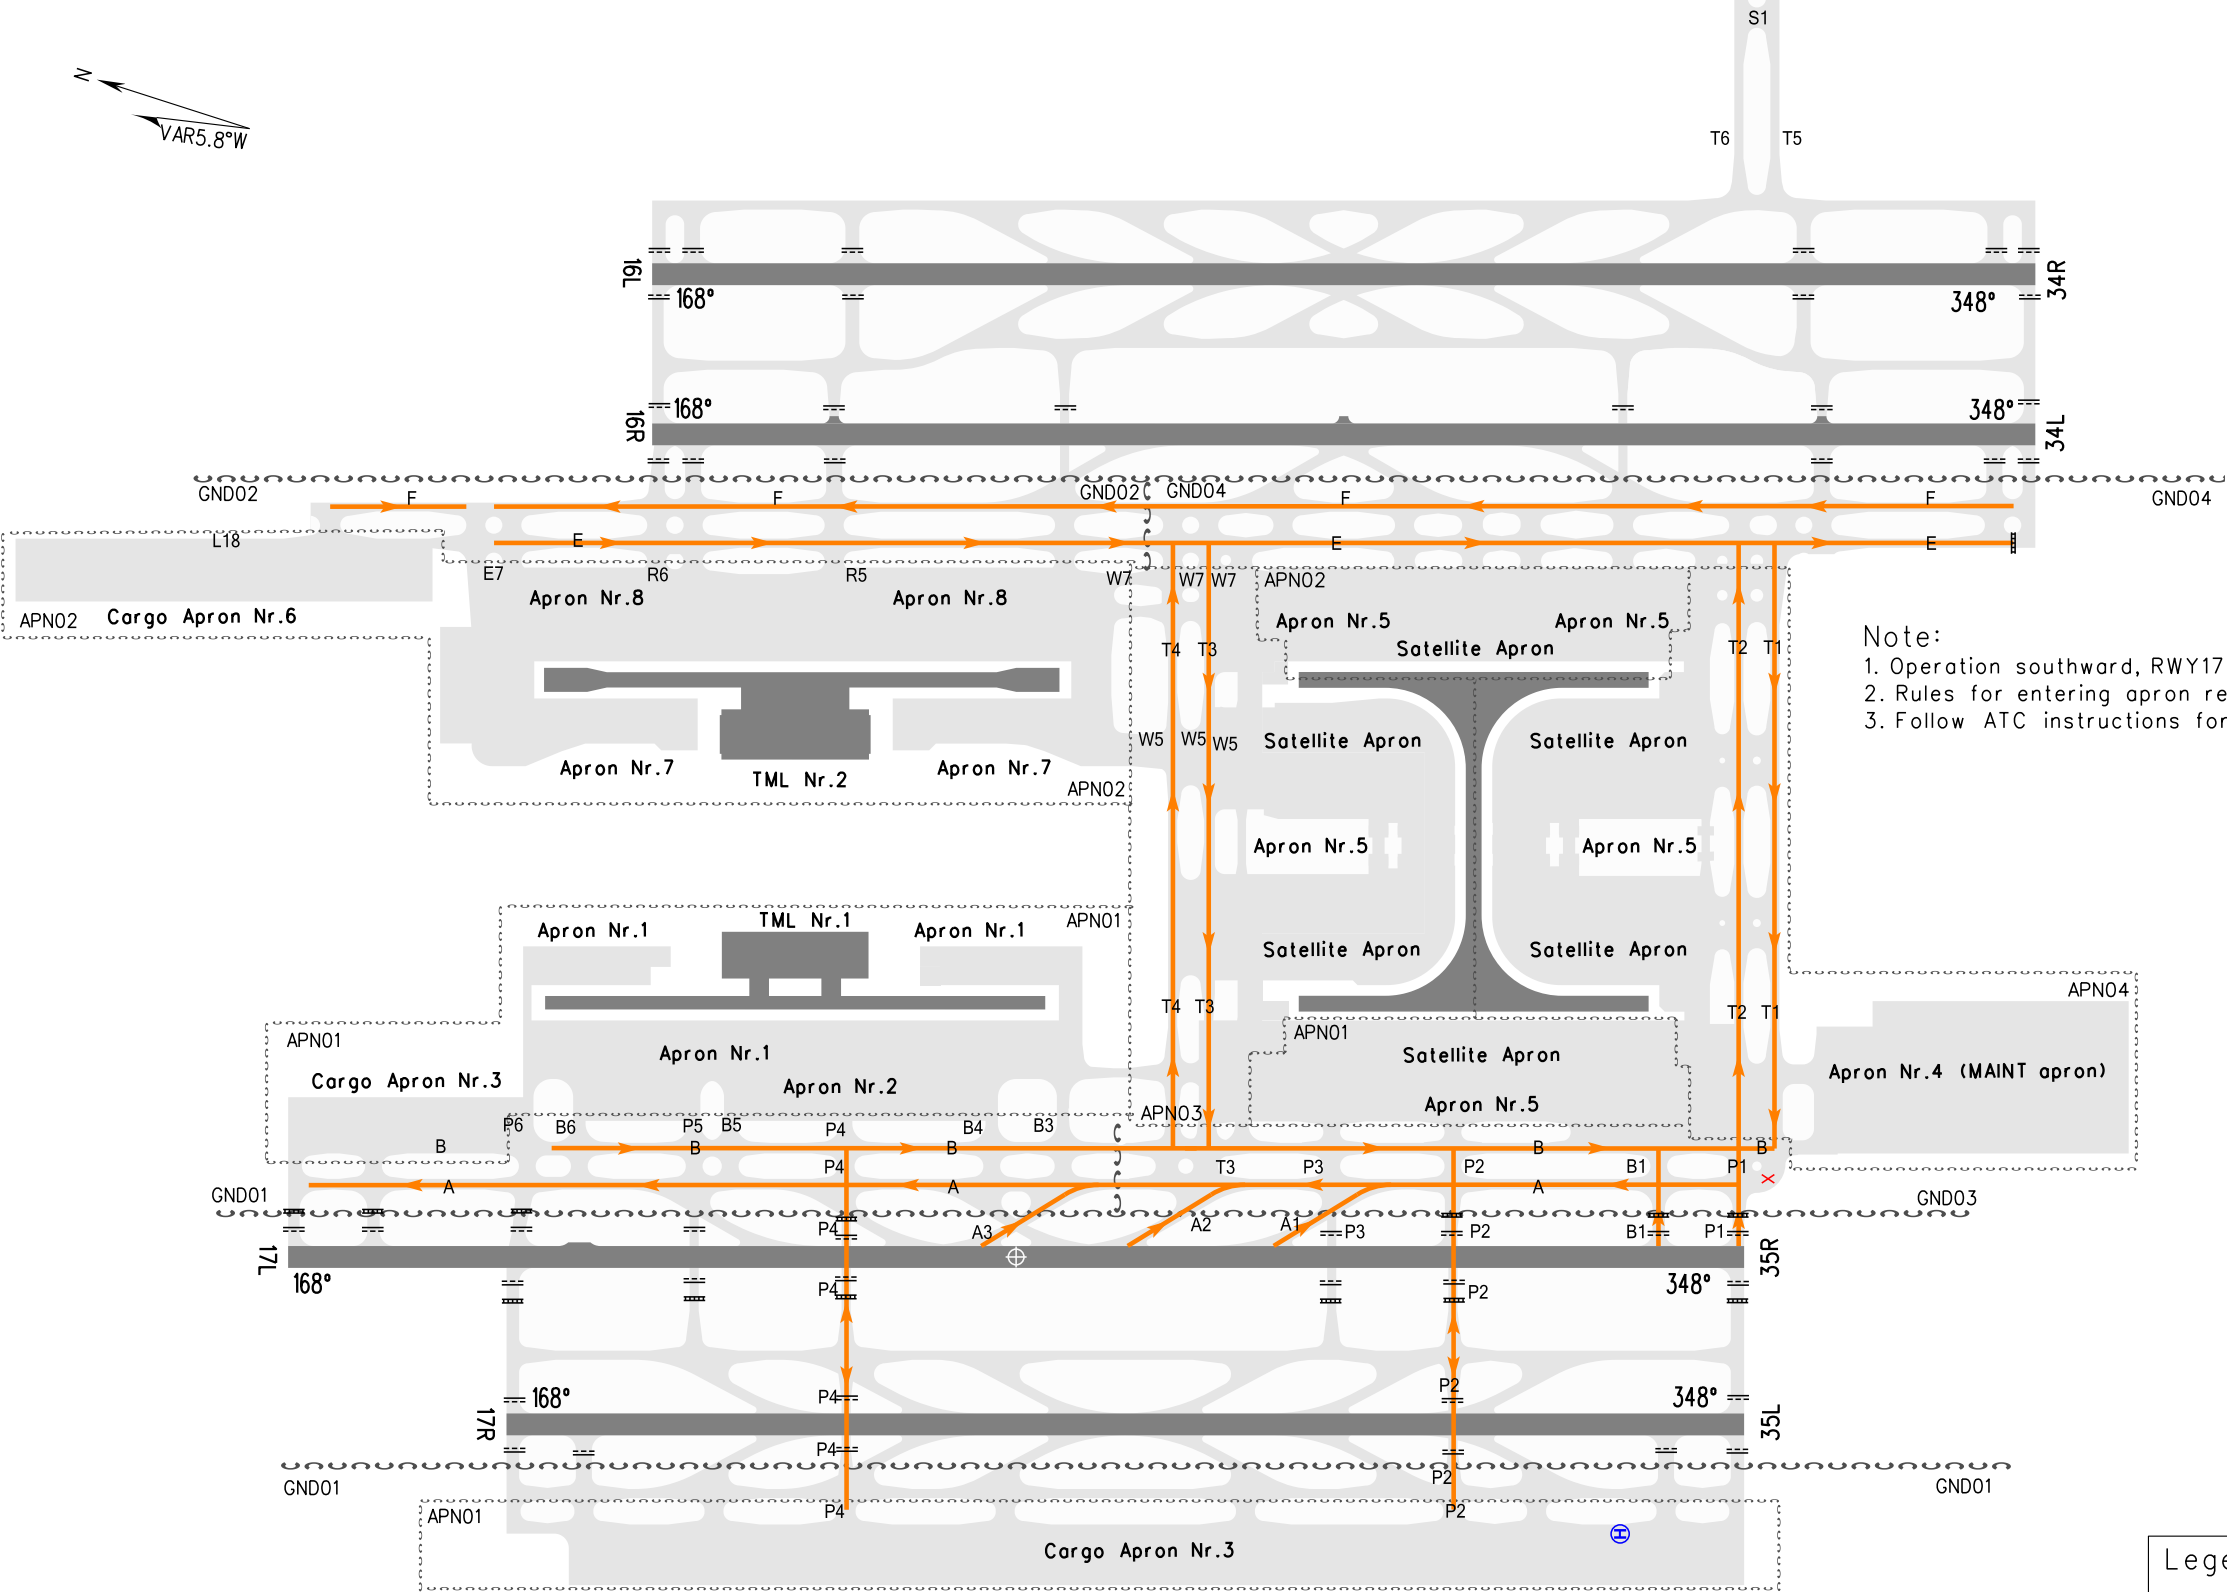 S1
N
VAR5.8°W
T6 T5
16L 168° 348° 34R
16R 168° 348° 34L
GND02 GND02 GND04 GND04
F F F F
L18 E E E
E7 R6 R5 W7 W7 W7 APN02
APN02 Cargo Apron Nr.6 Apron Nr.8 Apron Nr.8
Apron Nr.5 Apron Nr.5
Satellite Apron
T4 T3 T2 T1
Note:
1. Operation southward, RWY17
2. Rules for entering apron re
3. Follow ATC instructions for
W5 W5 W5 Satellite Apron Satellite Apron
Apron Nr.7 TML Nr.2 Apron Nr.7
APN02
Apron Nr.5 Apron Nr.5
TML Nr.1 APN01
Apron Nr.1 Apron Nr.1
Satellite Apron Satellite Apron
APN04
T4 T3 T2 T1
APN01 APN01
Apron Nr.1 Satellite Apron
Cargo Apron Nr.3 Apron Nr.2 Apron Nr.4 (MAINT apron)
Apron Nr.5
APN03
P6 B6 P5 B5 P4 B4 B3
B B B B B
P4 T3 P3 P2 B1 P1
A A A
GND01 GND03
P4 A3 A2 A1 P3 P2 B1 P1
17L 168° 348° 35R
P4 P2
P2
17R 168° P4 348° 35L
P4
P2
GND01 GND01
APN01 P4 P2
H
Cargo Apron Nr.3
Lege